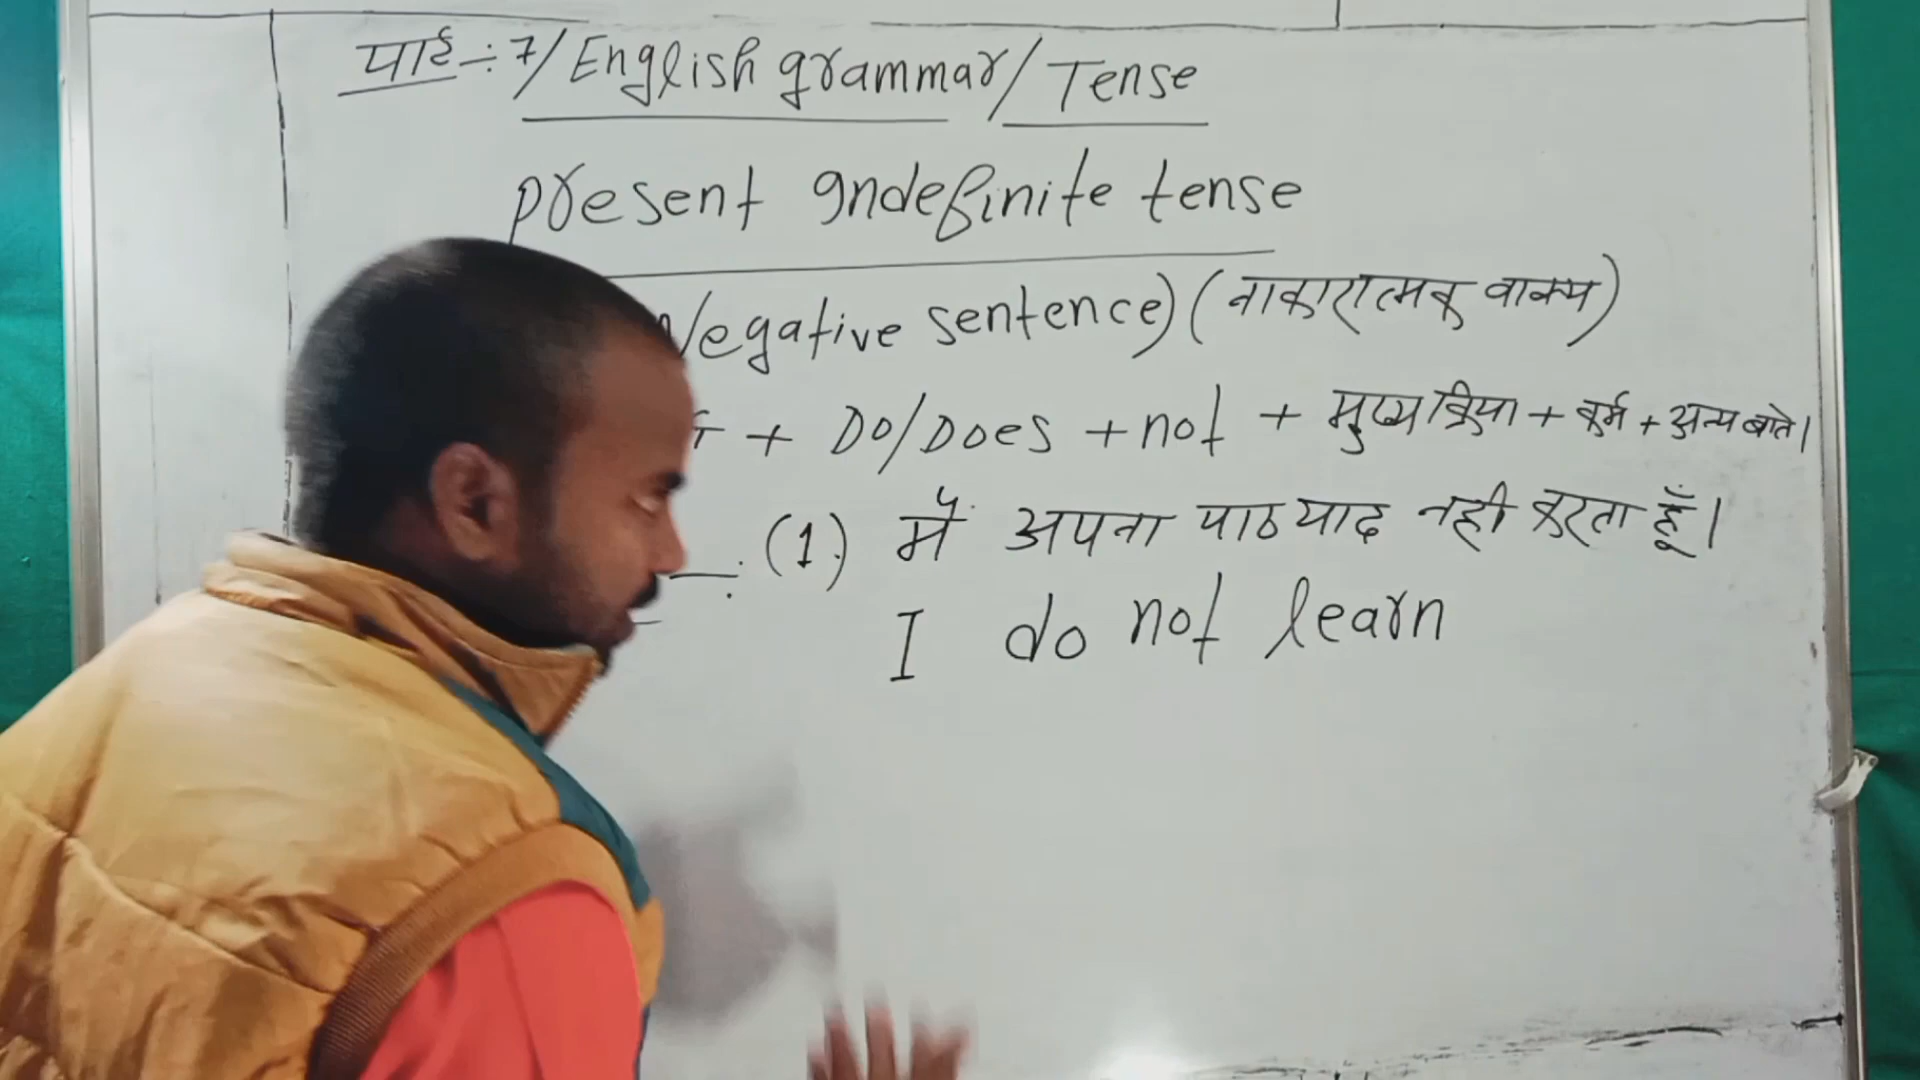 पाठ÷7/English grammar/Tense
present Indefinite tense
Negative sentence) (नाकारात्मक वाक्य)
+ Do/Does + not + मुख्य क्रिया + कर्म + अन्य बाते।
(1) मैं अपना पाठ याद नही करता हूँ।
I do not learn